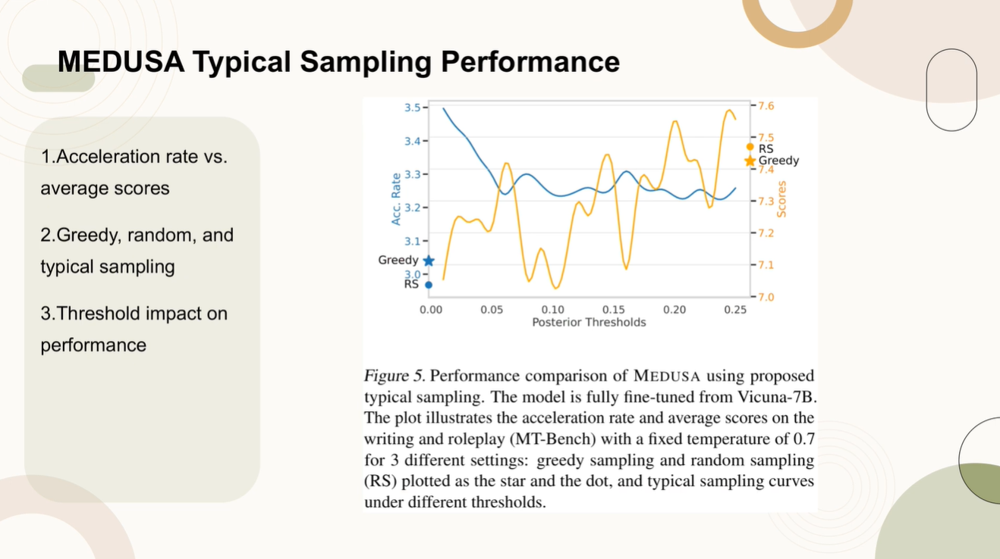 MEDUSA Typical Sampling Performance
1.Acceleration rate vs.
average scores
2.Greedy, random, and
typical sampling
3.Threshold impact on
performance
3.5
3.4
3.3
3.2
3.1
3.0
Acc. Rate
Greedy
RS
7.6
7.5
7.4
7.3
7.2
7.1
7.0
Scores
RS
Greedy
0.00 0.05 0.10 0.15 0.20 0.25
Posterior Thresholds
Figure 5. Performance comparison of MEDUSA using proposed
typical sampling. The model is fully fine-tuned from Vicuna-7B.
The plot illustrates the acceleration rate and average scores on the
writing and roleplay (MT-Bench) with a fixed temperature of 0.7
for 3 different settings: greedy sampling and random sampling
(RS) plotted as the star and the dot, and typical sampling curves
under different thresholds.